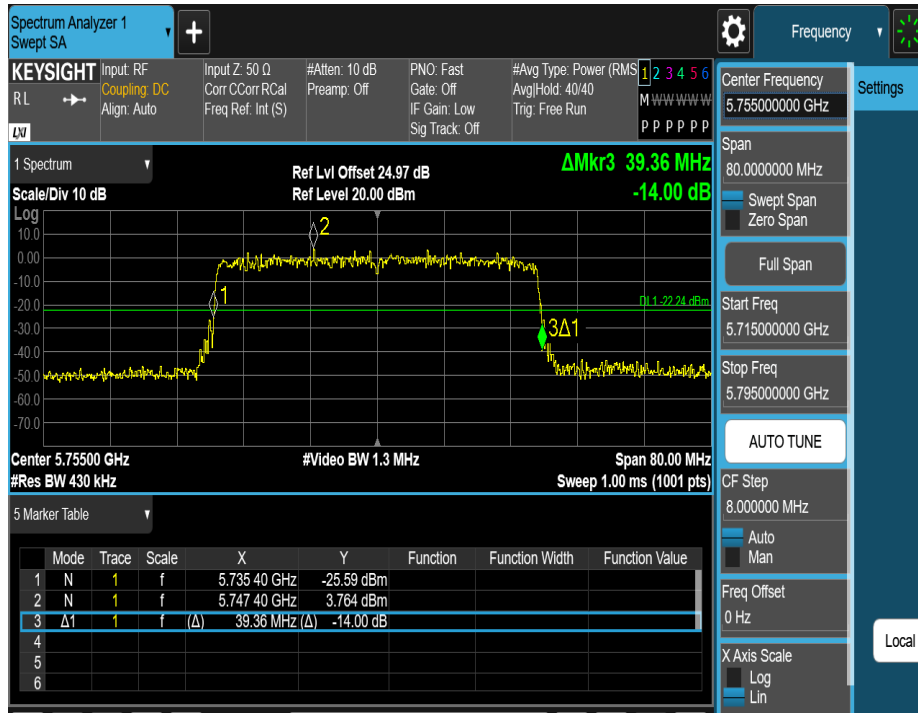 Spectrum Analyzer 1
Swept SA
+
Frequency
KEYSIGHT
RL
LXI
Input: RF
Coupling: DC
Align: Auto
Input Z: 50 Ω
Corr CCorr RCal
Freq Ref: Int (S)
#Atten: 10 dB
Preamp: Off
PNO: Fast
Gate: Off
IF Gain: Low
Sig Track: Off
#Avg Type: Power (RMS
Avg|Hold: 40/40
Trig: Free Run
1 2 3 4 5 6
M W W W W W
P P P P P P
1 Spectrum
Scale/Div 10 dB
Ref Lvl Offset 24.97 dB
Ref Level 20.00 dBm
ΔMkr3 39.36 MHz
-14.00 dB
Log
10.0
0.00
-10.0
-20.0
-30.0
-40.0
-50.0
-60.0
-70.0
2
1
DL1 -22.24 dBm
3Δ1
Center 5.75500 GHz
#Video BW 1.3 MHz
Span 80.00 MHz
#Res BW 430 kHz
Sweep 1.00 ms (1001 pts)
5 Marker Table
Mode Trace Scale X Y Function Function Width Function Value
1 N 1 f 5.735 40 GHz -25.59 dBm
2 N 1 f 5.747 40 GHz 3.764 dBm
3 Δ1 1 f (Δ) 39.36 MHz (Δ) -14.00 dB
4
5
6
Center Frequency
5.755000000 GHz
Settings
Span
80.0000000 MHz
Swept Span
Zero Span
Full Span
Start Freq
5.715000000 GHz
Stop Freq
5.795000000 GHz
AUTO TUNE
CF Step
8.000000 MHz
Auto
Man
Freq Offset
0 Hz
Local
X Axis Scale
Log
Lin